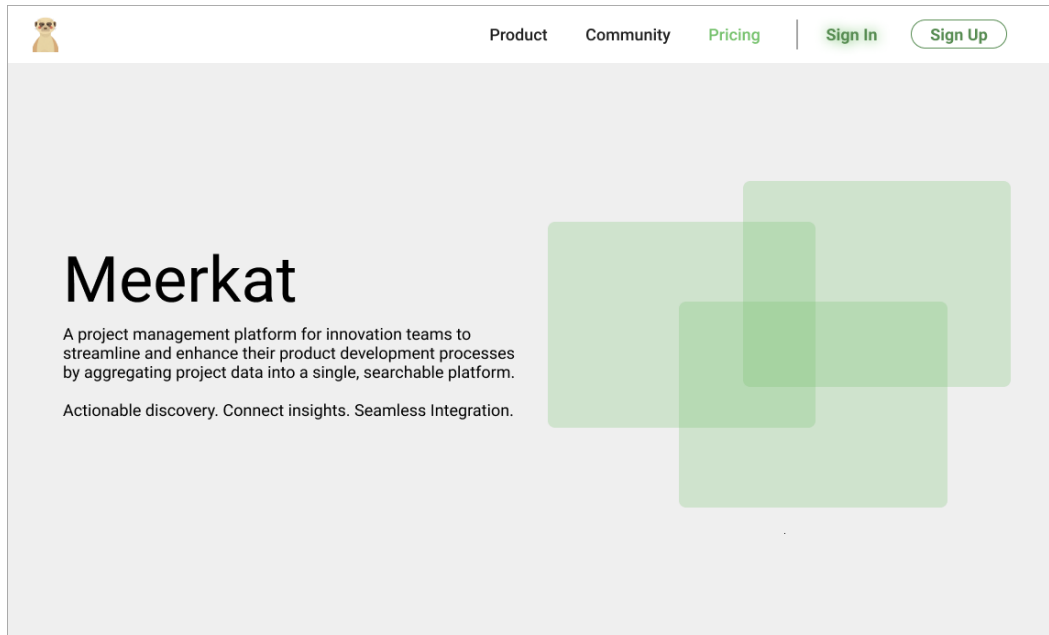 Product Community Pricing Sign In Sign Up
Meerkat
A project management platform for innovation teams to
streamline and enhance their product development processes
by aggregating project data into a single, searchable platform.
Actionable discovery. Connect insights. Seamless Integration.